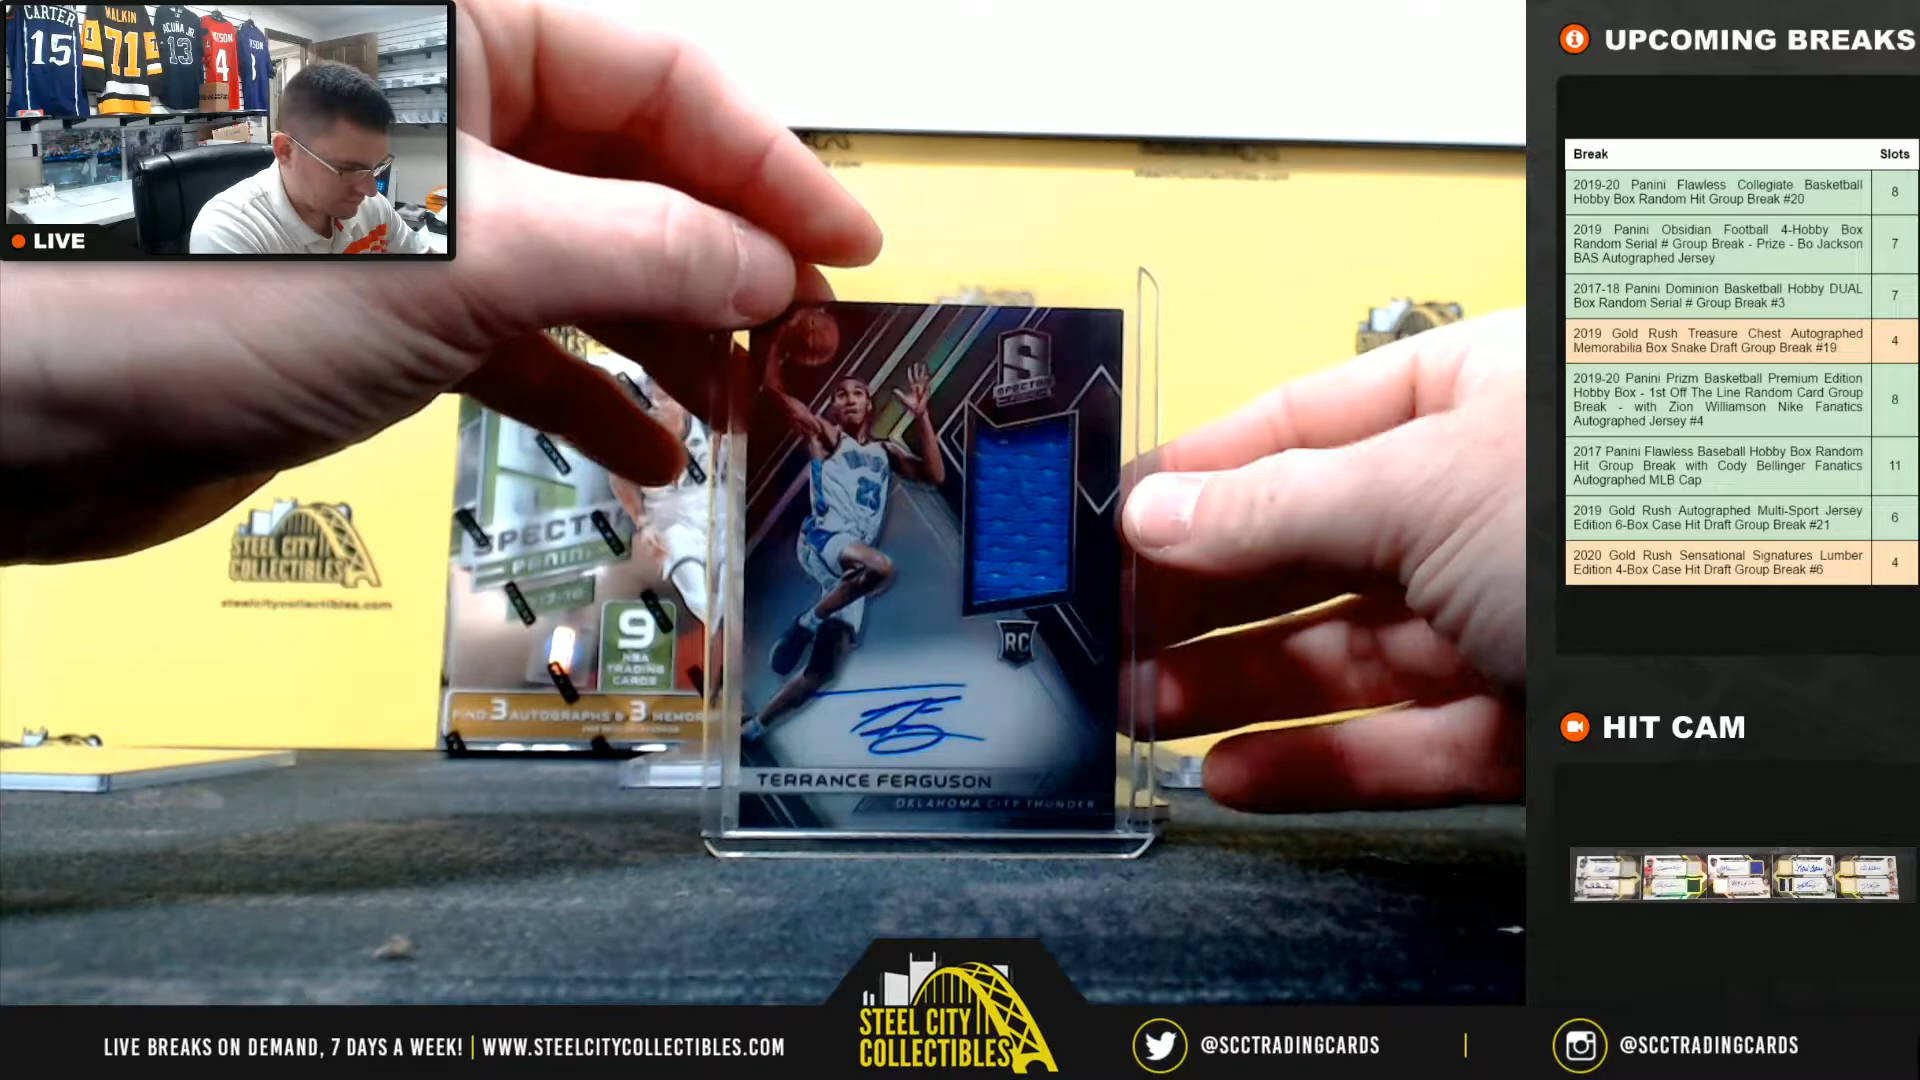 CARTER
15
MALKIN
71
ACUÑA JR
13
4
LIVE
UPCOMING BREAKS
Break Slots
2019-20 Panini Flawless Collegiate Basketball
Hobby Box Random Hit Group Break #20
8
2019 Panini Obsidian Football 4-Hobby Box
Random Serial # Group Break - Prize - Bo Jackson
BAS Autographed Jersey
7
2017-18 Panini Dominion Basketball Hobby DUAL
Box Random Serial # Group Break #3
7
2019 Gold Rush Treasure Chest Autographed
Memorabilia Box Snake Draft Group Break #19
4
2019-20 Panini Prizm Basketball Premium Edition
Hobby Box - 1st Off The Line Random Card Group
Break - with Zion Williamson Nike Fanatics
Autographed Jersey #4
8
2017 Panini Flawless Baseball Hobby Box Random
Hit Group Break with Cody Bellinger Fanatics
Autographed MLB Cap
11
2019 Gold Rush Autographed Multi-Sport Jersey
Edition 6-Box Case Hit Draft Group Break #21
6
2020 Gold Rush Sensational Signatures Lumber
Edition 4-Box Case Hit Draft Group Break #6
4
HIT CAM
S
SPECTRA
23
RC
TERRANCE FERGUSON
OKLAHOMA CITY THUNDER
STEEL CITY
COLLECTIBLES
steelcitycollectibles.com
SPECTR
PANINI
9
NBA
TRADING
CARDS
FIND 3 AUTOGRAPHS & 3 MEMOR
LIVE BREAKS ON DEMAND, 7 DAYS A WEEK! | WWW.STEELCITYCOLLECTIBLES.COM
STEEL CITY
COLLECTIBLES
@SCCTRADINGCARDS
@SCCTRADINGCARDS